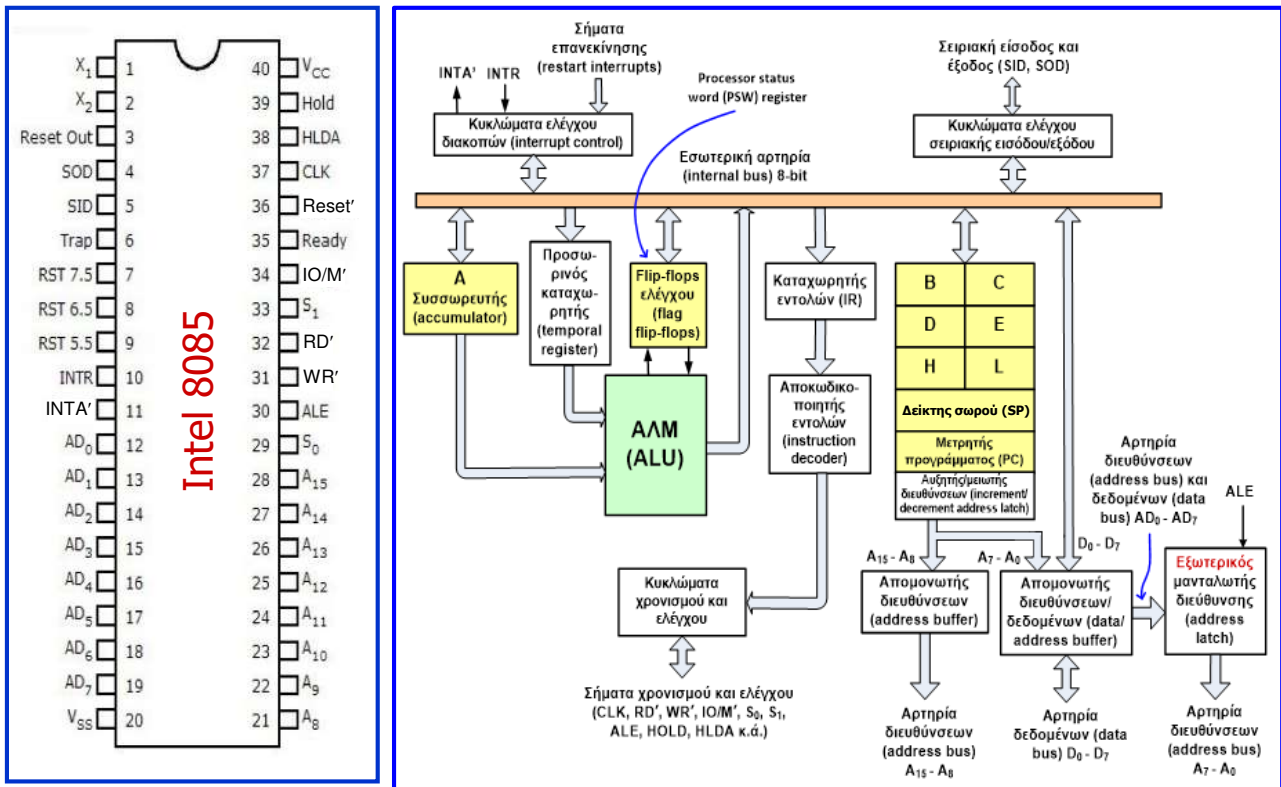 X₁ 1
X₂ 2
Reset Out 3
SOD 4
SID 5
Trap 6
RST 7.5 7
RST 6.5 8
RST 5.5 9
INTR 10
INTA' 11
AD₀ 12
AD₁ 13
AD₂ 14
AD₃ 15
AD₄ 16
AD₅ 17
AD₆ 18
AD₇ 19
V_SS 20
Intel 8085
40 V_CC
39 Hold
38 HLDA
37 CLK
36 Reset'
35 Ready
34 IO/M'
33 S₁
32 RD'
31 WR'
30 ALE
29 S₀
28 A₁₅
27 A₁₄
26 A₁₃
25 A₁₂
24 A₁₁
23 A₁₀
22 A₉
21 A₈
Σήματα
επανεκίνησης
(restart interrupts)
INTA' INTR
Κυκλώματα ελέγχου
διακοπών (interrupt control)
Processor status
word (PSW) register
Εσωτερική αρτηρία
(internal bus) 8-bit
Σειριακή είσοδος και
έξοδος (SID, SOD)
Κυκλώματα ελέγχου
σειριακής εισόδου/εξόδου
A
Συσσωρευτής
(accumulator)
Προσω-
ρινός
καταχω-
ρητής
(temporal
register)
Flip-flops
ελέγχου
(flag
flip-flops)
ΑΛΜ
(ALU)
Καταχωρητής
εντολών (IR)
Αποκωδικο-
ποιητής
εντολών
(instruction
decoder)
Κυκλώματα
χρονισμού και
ελέγχου
Σήματα χρονισμού και ελέγχου
(CLK, RD', WR', IO/M', S₀, S₁,
ALE, HOLD, HLDA κ.ά.)
B C
D E
H L
Δείκτης σωρού (SP)
Μετρητής
προγράμματος (PC)
Αυξητής/μειωτής
διευθύνσεων (increment/
decrement address latch)
A₁₅ - A₈
A₇ - A₀
D₀ - D₇
Απομονωτής
διευθύνσεων
(address buffer)
Απομονωτής
διευθύνσεων/
δεδομένων (data/
address buffer)
Αρτηρία
διευθύνσεων
(address bus) και
δεδομένων (data
bus) AD₀ - AD₇
ALE
Εξωτερικός
μανταλωτής
διεύθυνσης
(address
latch)
Αρτηρία
διευθύνσεων
(address bus)
A₁₅ - A₈
Αρτηρία
δεδομένων (data
bus) D₀ - D₇
Αρτηρία
διευθύνσεων
(address bus)
A₇ - A₀